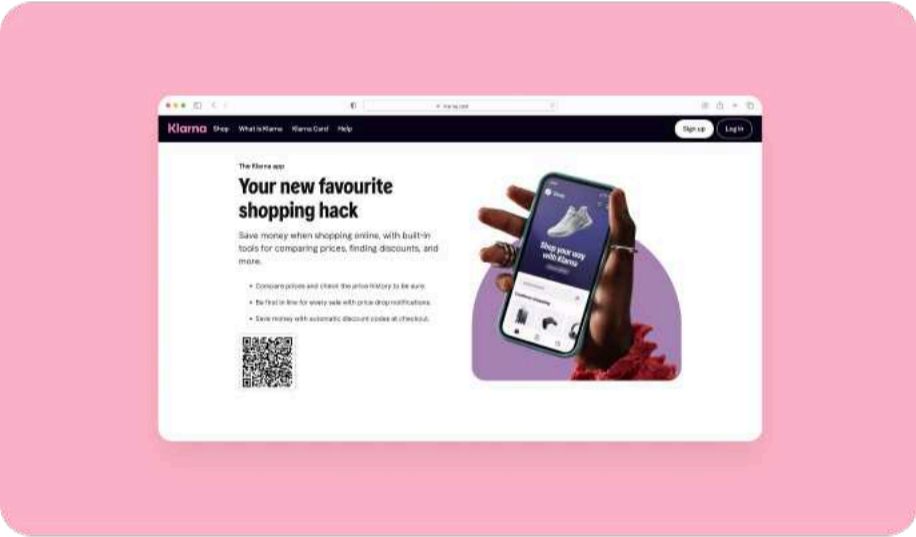 Klarna Shop What is Klarna Klarna Card Help Sign up Log in
The Klarna app
Your new favourite
shopping hack
Save money when shopping online, with built-in
tools for comparing prices, finding discounts, and
more.
• Compare prices and check the price history to be sure.
• Be first in line for every sale with price drop notifications.
• Save money with automatic discount codes at checkout.
Shop your way
with Klarna
Continue shopping